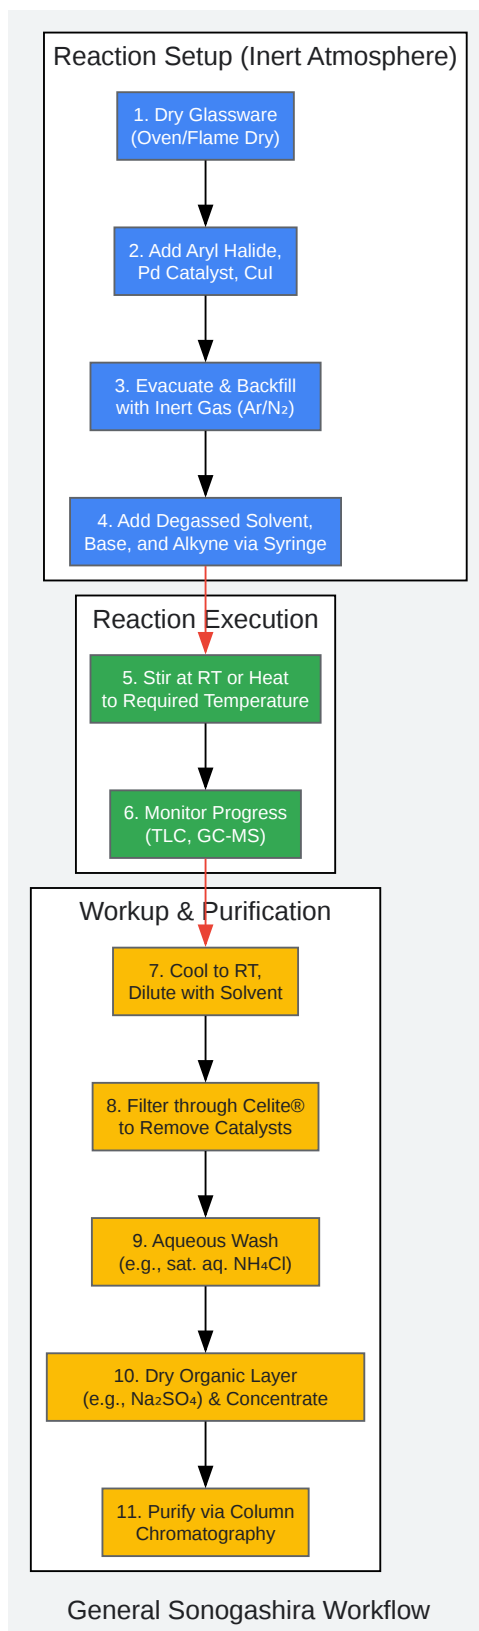 Reaction Setup (Inert Atmosphere)
1. Dry Glassware
(Oven/Flame Dry)
2. Add Aryl Halide,
Pd Catalyst, CuI
3. Evacuate & Backfill
with Inert Gas (Ar/N₂)
4. Add Degassed Solvent,
Base, and Alkyne via Syringe
Reaction Execution
5. Stir at RT or Heat
to Required Temperature
6. Monitor Progress
(TLC, GC-MS)
Workup & Purification
7. Cool to RT,
Dilute with Solvent
8. Filter through Celite®
to Remove Catalysts
9. Aqueous Wash
(e.g., sat. aq. NH₄Cl)
10. Dry Organic Layer
(e.g., Na₂SO₄) & Concentrate
11. Purify via Column
Chromatography
General Sonogashira Workflow